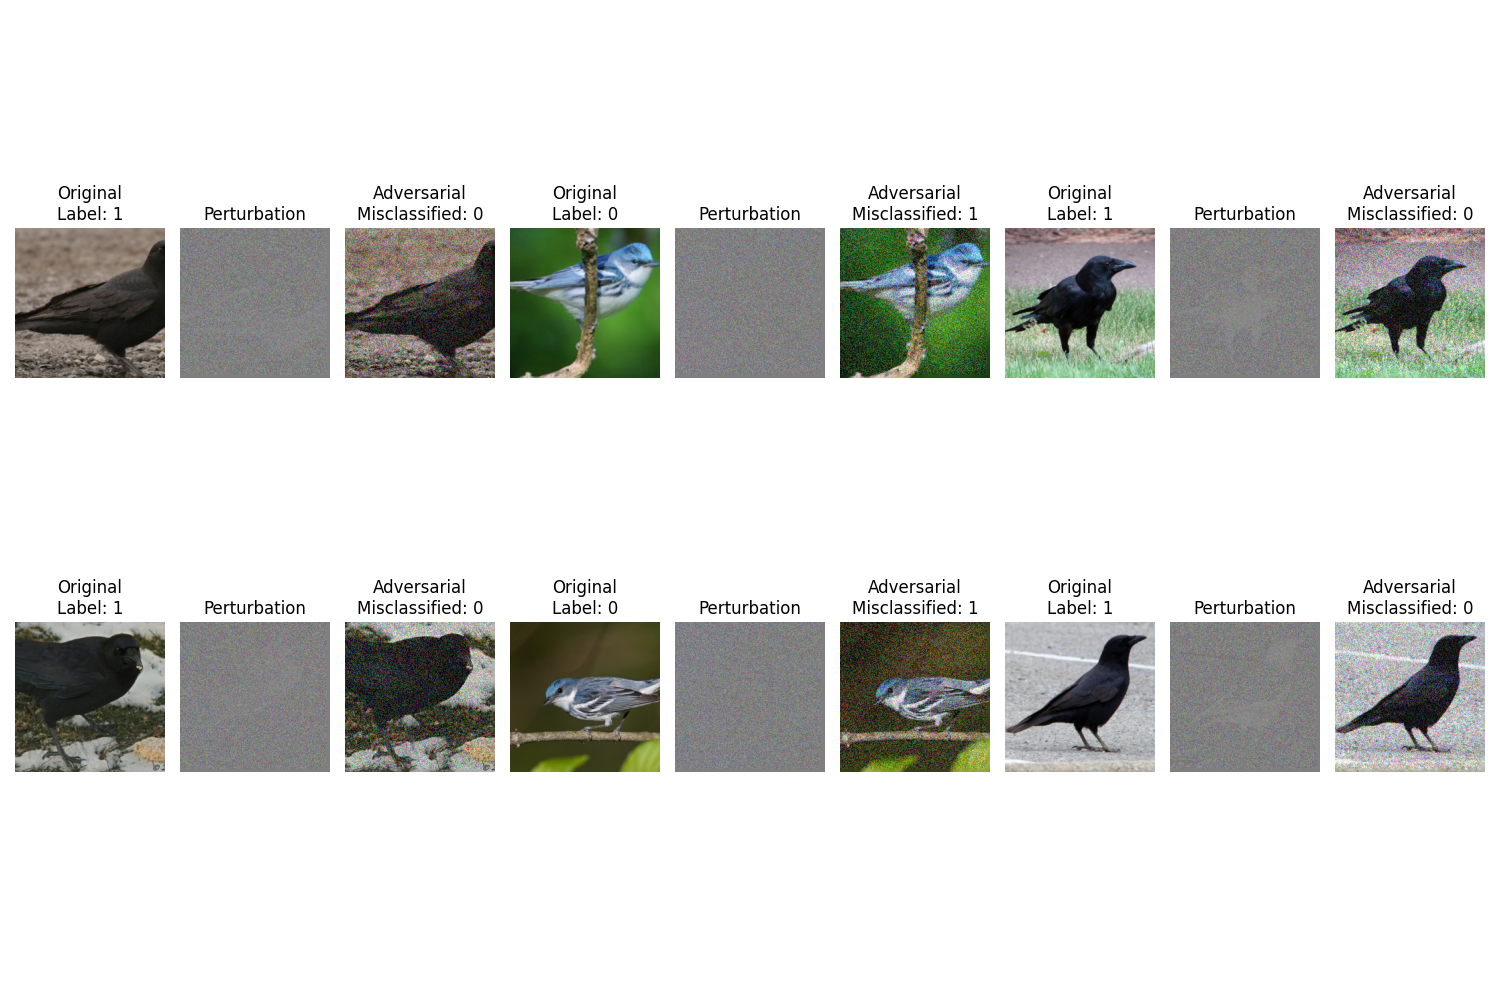 Original
Label: 1
Perturbation
Adversarial
Misclassified: 0
Original
Label: 0
Perturbation
Adversarial
Misclassified: 1
Original
Label: 1
Perturbation
Adversarial
Misclassified: 0
Original
Label: 1
Perturbation
Adversarial
Misclassified: 0
Original
Label: 0
Perturbation
Adversarial
Misclassified: 1
Original
Label: 1
Perturbation
Adversarial
Misclassified: 0